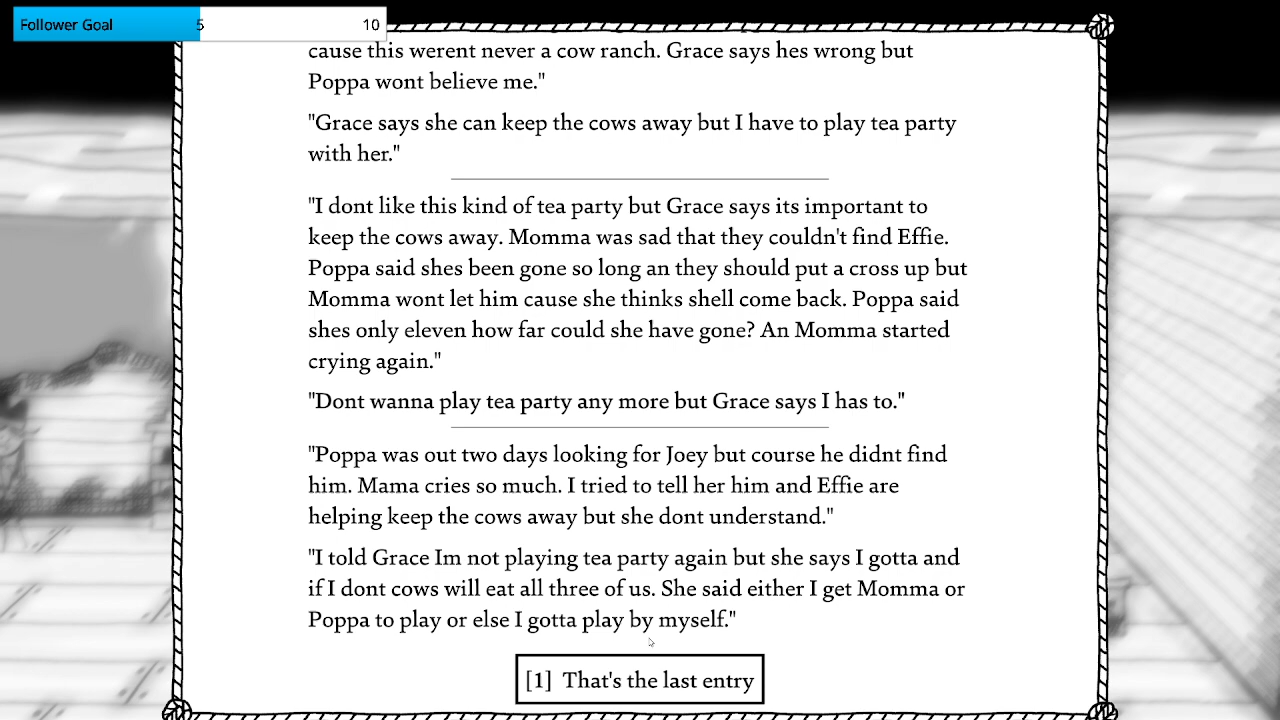 Follower Goal 5 10
cause this werent never a cow ranch. Grace says hes wrong but
Poppa wont believe me."
"Grace says she can keep the cows away but I have to play tea party
with her."
"I dont like this kind of tea party but Grace says its important to
keep the cows away. Momma was sad that they couldn't find Effie.
Poppa said shes been gone so long an they should put a cross up but
Momma wont let him cause she thinks shell come back. Poppa said
shes only eleven how far could she have gone? An Momma started
crying again."
"Dont wanna play tea party any more but Grace says I has to."
"Poppa was out two days looking for Joey but course he didnt find
him. Mama cries so much. I tried to tell her him and Effie are
helping keep the cows away but she dont understand."
"I told Grace Im not playing tea party again but she says I gotta and
if I dont cows will eat all three of us. She said either I get Momma or
Poppa to play or else I gotta play by myself."
[1] That's the last entry